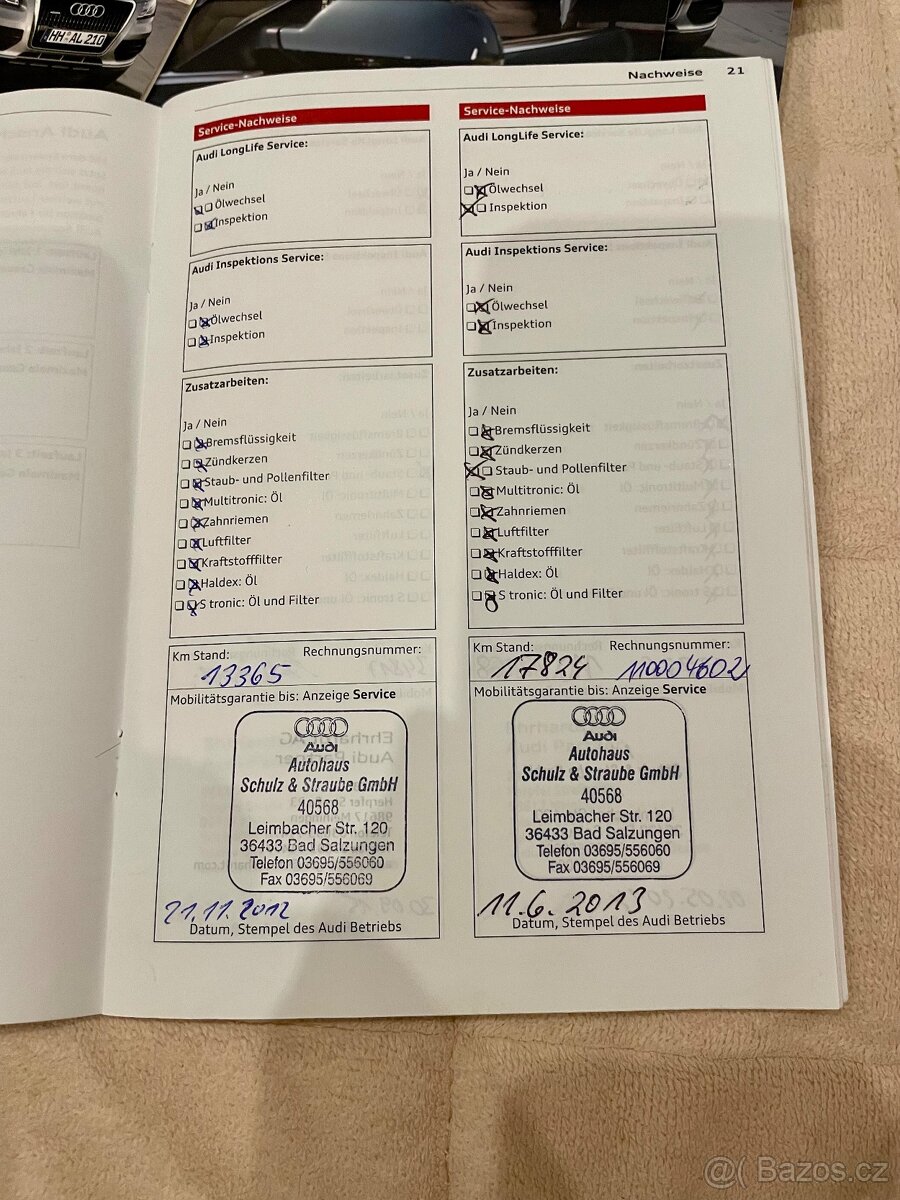 HH AL 210
Nachweise 21
Service-Nachweise
Audi LongLife Service:
Ja / Nein
Ölwechsel
Inspektion
Audi Inspektions Service:
Ja / Nein
Ölwechsel
Inspektion
Zusatzarbeiten:
Ja / Nein
Bremsflüssigkeit
Zündkerzen
Staub- und Pollenfilter
Multitronic: Öl
Zahnriemen
Luftfilter
Kraftstofffilter
Haldex: Öl
S tronic: Öl und Filter
Km Stand: Rechnungsnummer:
13365
Mobilitätsgarantie bis: Anzeige Service
Audi
Autohaus
Schulz & Straube GmbH
40568
Leimbacher Str. 120
36433 Bad Salzungen
Telefon 03695/556060
Fax 03695/556069
21.11.2012
Datum, Stempel des Audi Betriebs
Service-Nachweise
Audi LongLife Service:
Ja / Nein
Ölwechsel
Inspektion
Audi Inspektions Service:
Ja / Nein
Ölwechsel
Inspektion
Zusatzarbeiten:
Ja / Nein
Bremsflüssigkeit
Zündkerzen
Staub- und Pollenfilter
Multitronic: Öl
Zahnriemen
Luftfilter
Kraftstofffilter
Haldex: Öl
S tronic: Öl und Filter
Km Stand: Rechnungsnummer:
17824 110004602
Mobilitätsgarantie bis: Anzeige Service
Audi
Autohaus
Schulz & Straube GmbH
40568
Leimbacher Str. 120
36433 Bad Salzungen
Telefon 03695/556060
Fax 03695/556069
11.6.2013
Datum, Stempel des Audi Betriebs
Bazos.cz